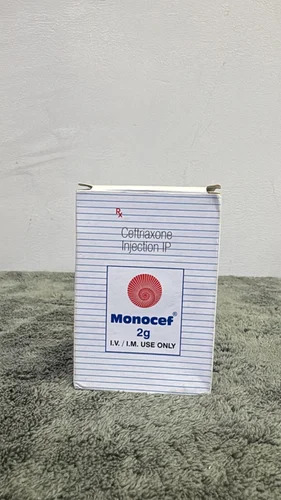 Rx
Ceftriaxone
Injection IP
Monocef®
2g
I.V. / I.M. USE ONLY